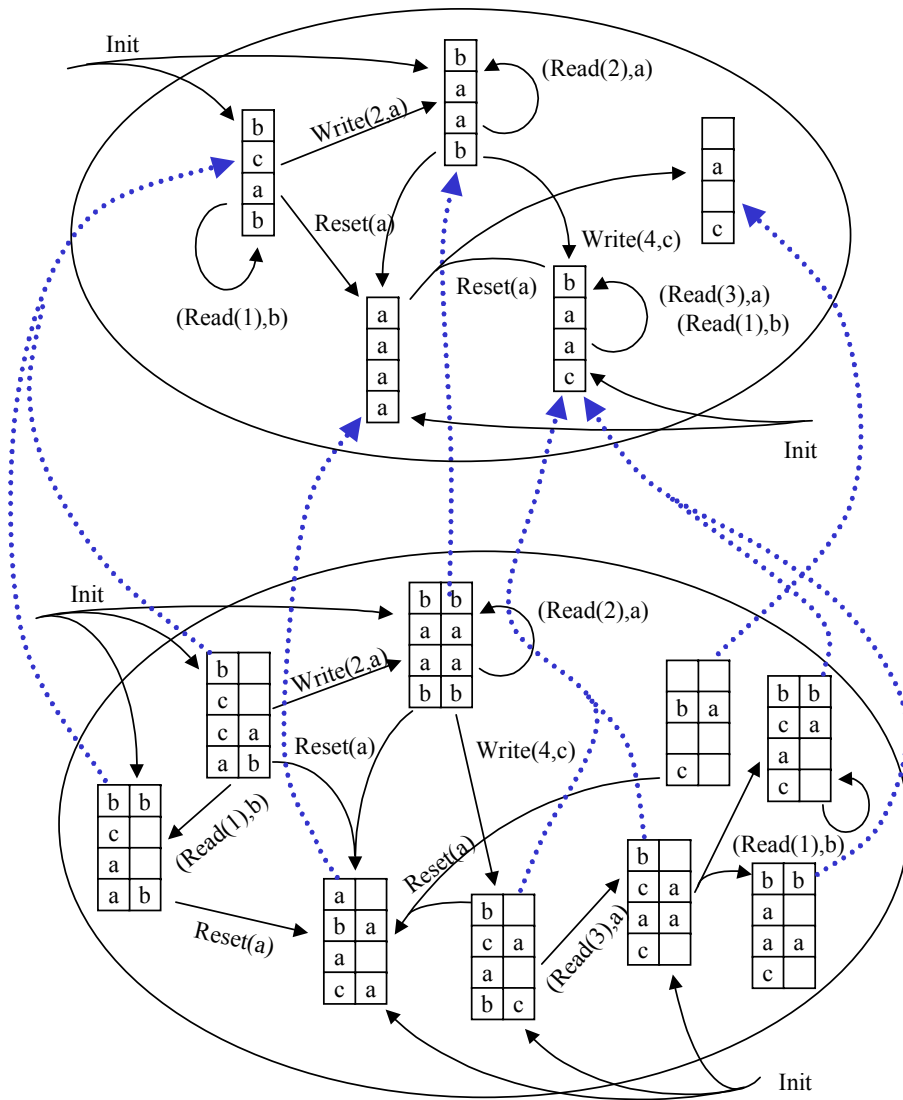 Init
b
a
a
b
(Read(2),a)
b
c
a
b
Write(2,a)
a
c
Reset(a)
Write(4,c)
(Read(1),b)
a
a
a
a
Reset(a)
b
a
a
c
(Read(3),a)
(Read(1),b)
Init
Init
b b
a a
a a
b b
(Read(2),a)
b
c
c a
a b
Write(2,a)
b a
c
b b
c a
a
c
Reset(a)
Write(4,c)
b b
c
a
a b
(Read(1),b)
Reset(a)
a
b a
a
c a
Reset(a)
b
c a
a
b c
(Read(3),a)
b
c a
a a
c
(Read(1),b)
b b
a
a a
c
Init